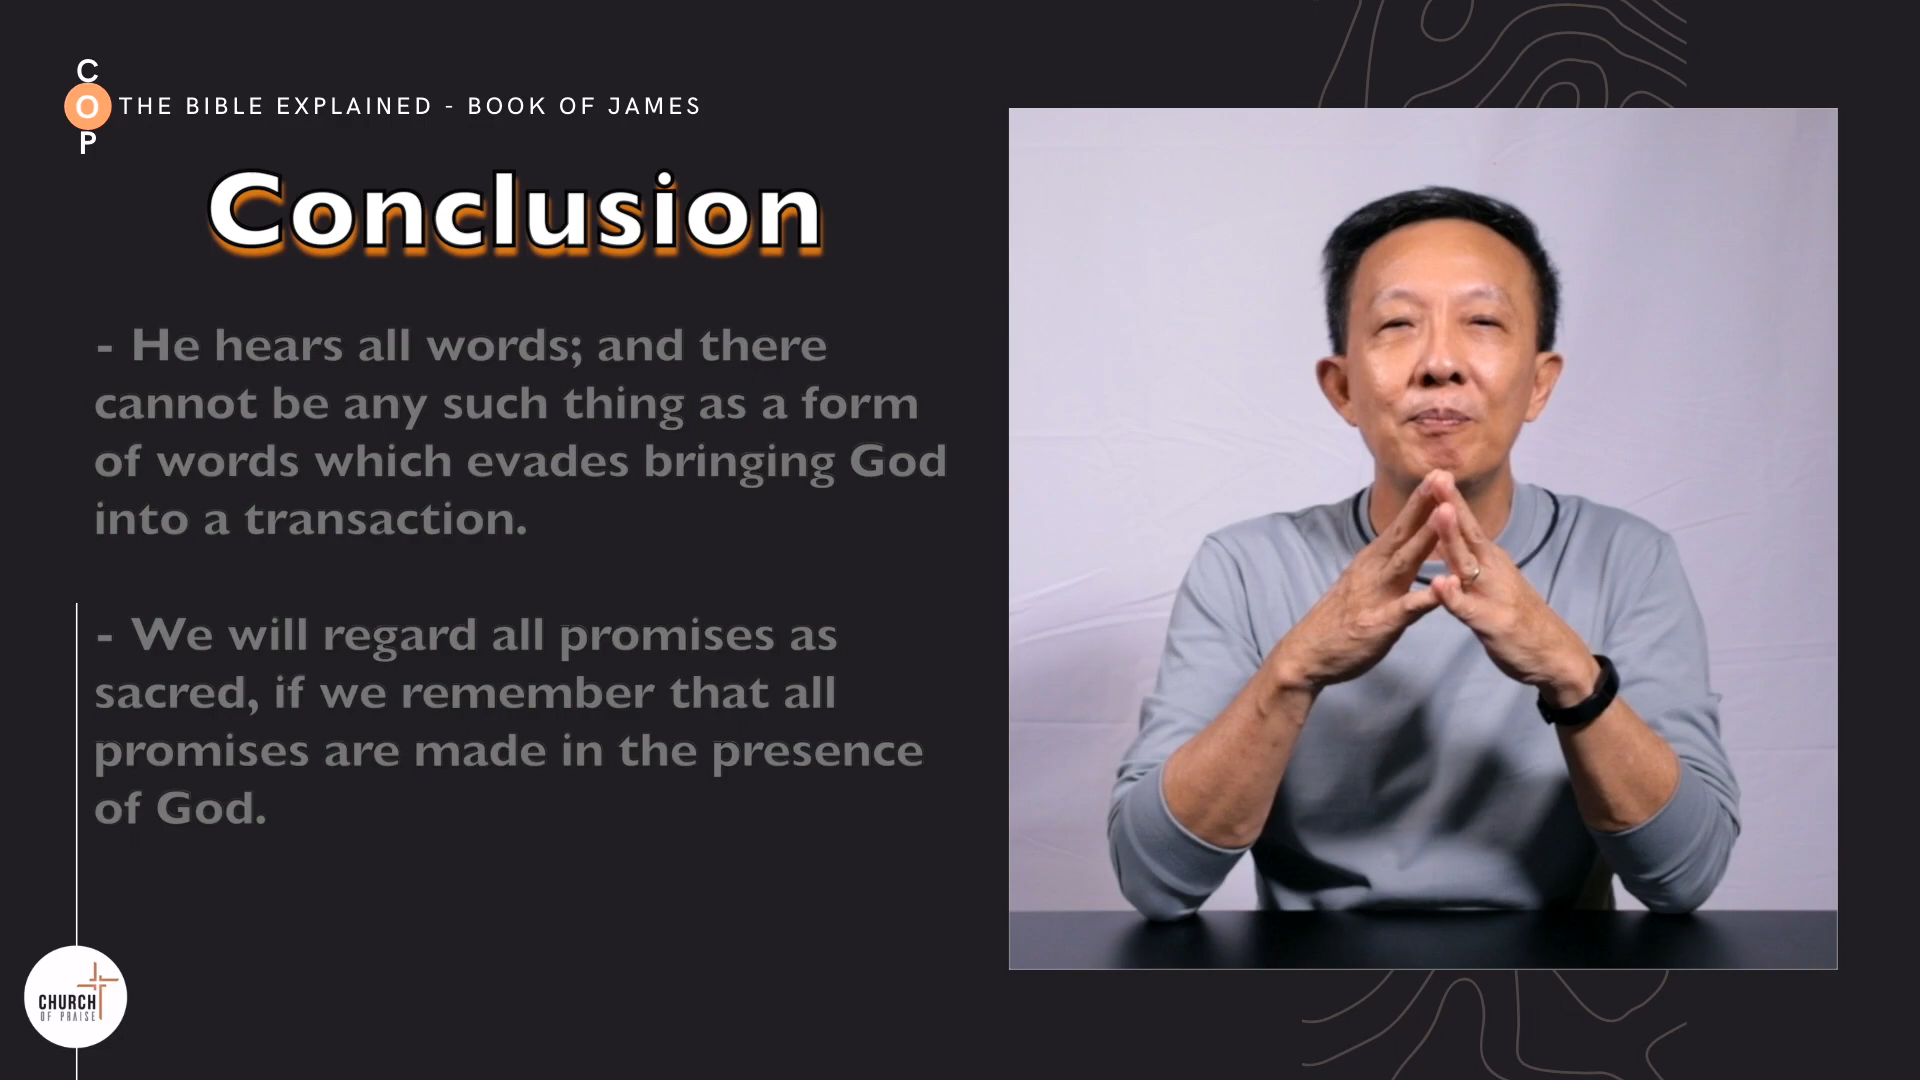 C
O
P
THE BIBLE EXPLAINED - BOOK OF JAMES
Conclusion
- He hears all words; and there
cannot be any such thing as a form
of words which evades bringing God
into a transaction.
- We will regard all promises as
sacred, if we remember that all
promises are made in the presence
of God.
CHURCH
OF PRAISE